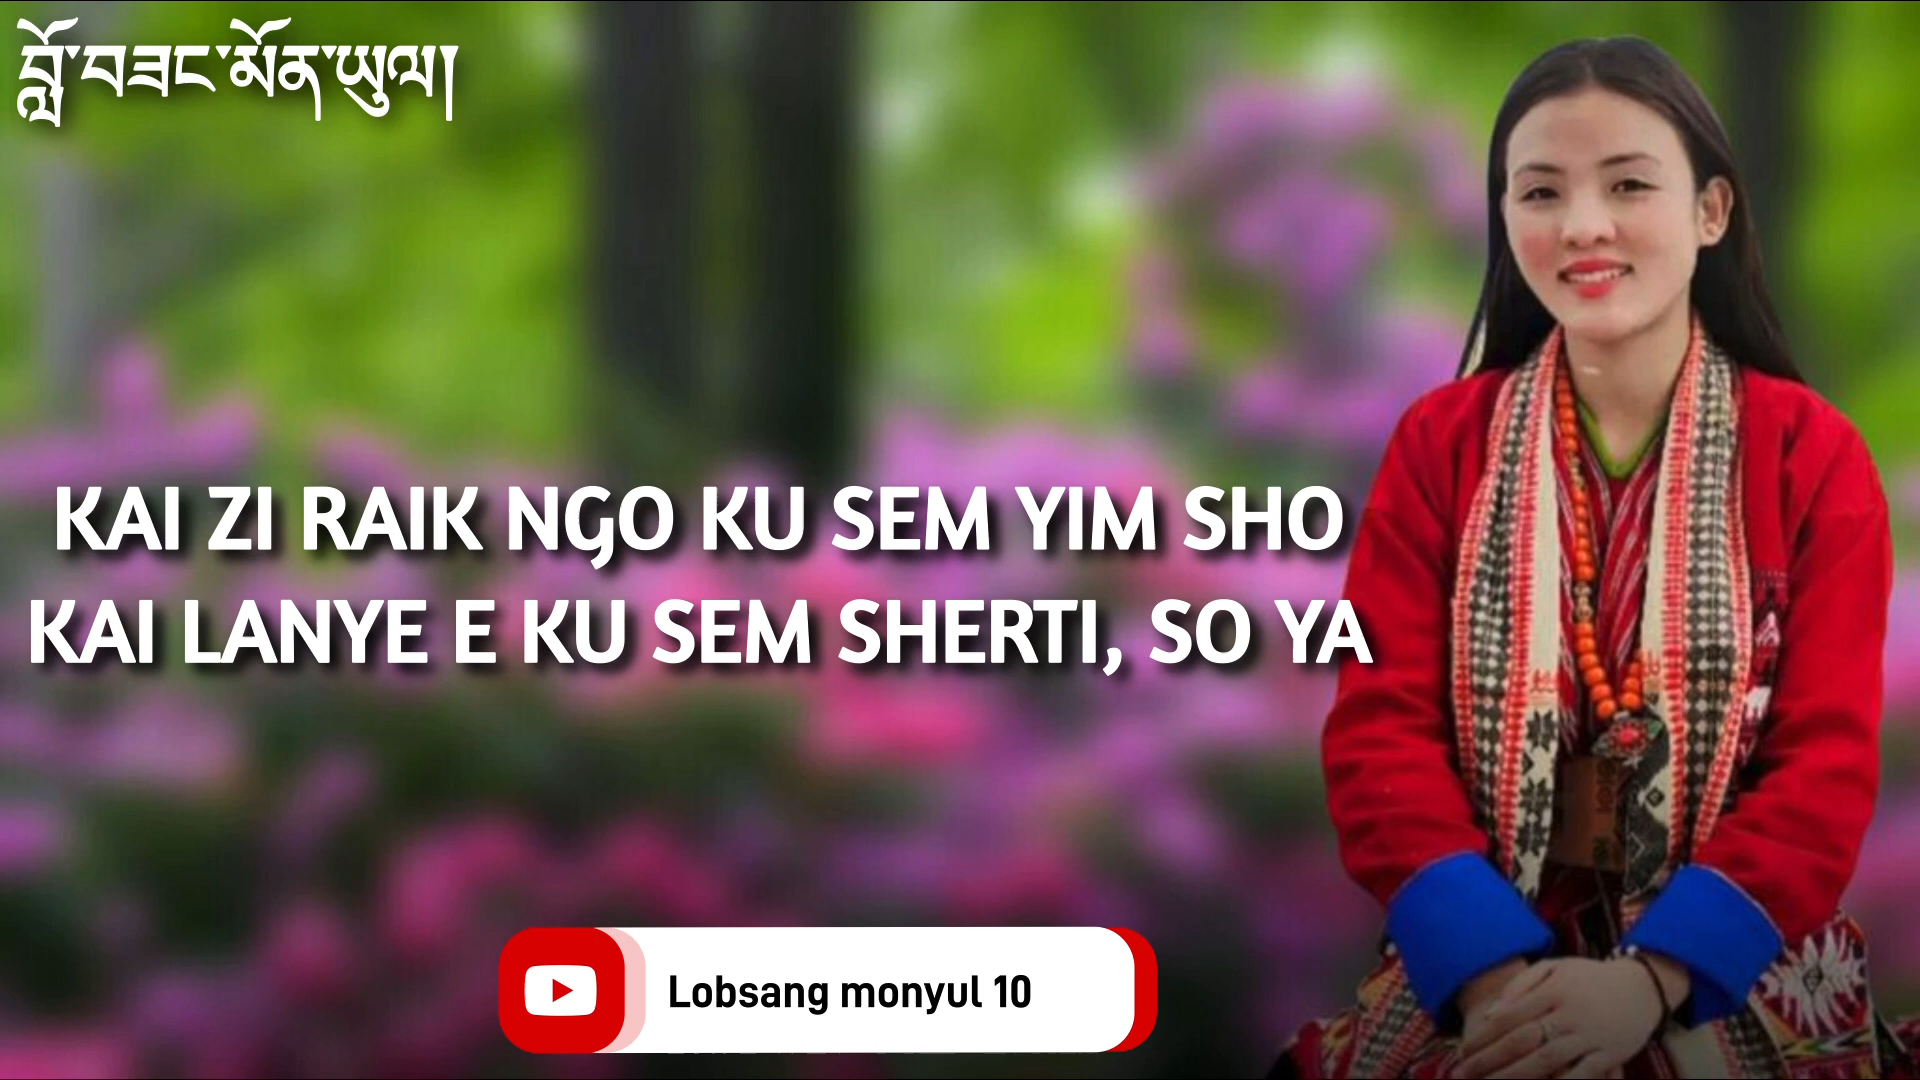 བློ་བཟང་མོན་ཡུལ།
KAI ZI RAIK NGO KU SEM YIM SHO
KAI LANYE E KU SEM SHERTI, SO YA
Lobsang monyul 10